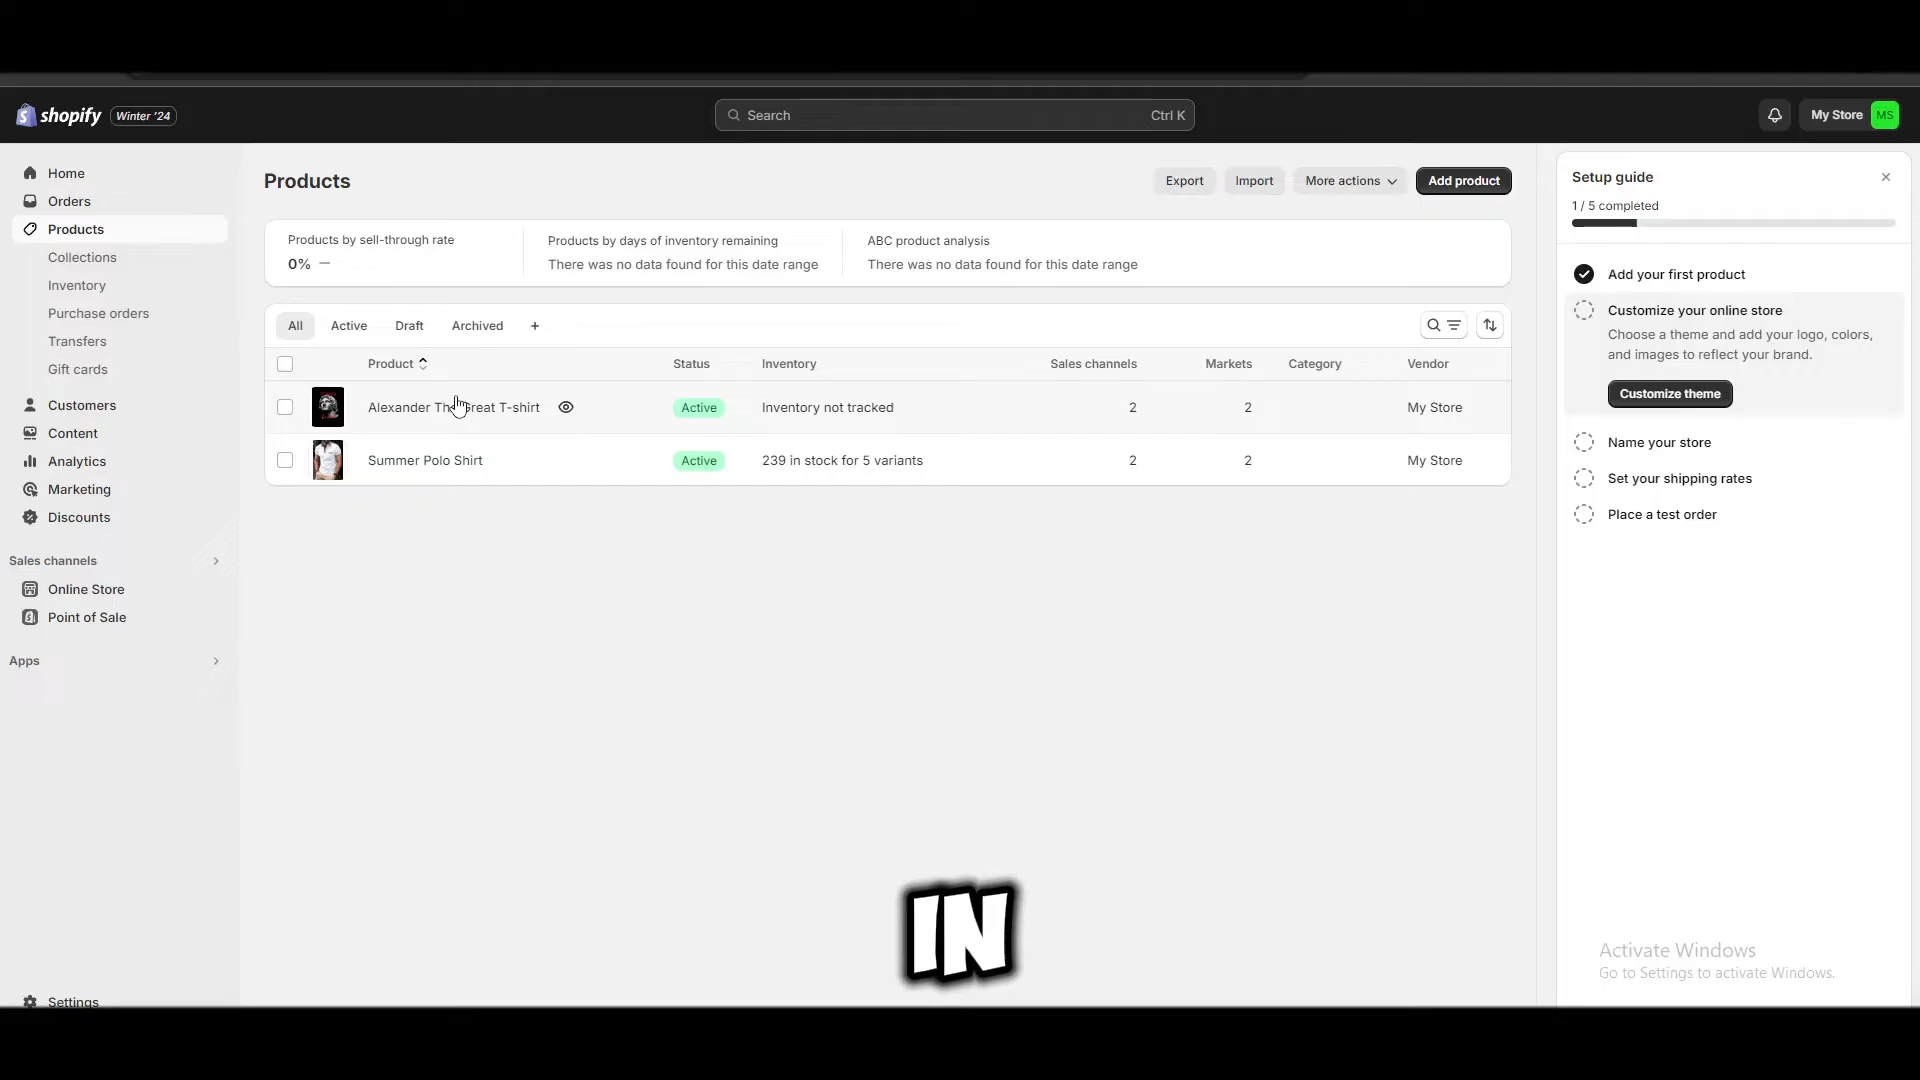 shopify Winter '24 Search Ctrl K My Store MS
Home
Orders
Products
Collections
Inventory
Purchase orders
Transfers
Gift cards
Customers
Content
Analytics
Marketing
Discounts
Sales channels
Online Store
Point of Sale
Apps
Settings
Products Export Import More actions Add product
Products by sell-through rate Products by days of inventory remaining ABC product analysis
0% — There was no data found for this date range There was no data found for this date range
All Active Draft Archived +
Product Status Inventory Sales channels Markets Category Vendor
Alexander The Great T-shirt Active Inventory not tracked 2 2 My Store
Summer Polo Shirt Active 239 in stock for 5 variants 2 2 My Store
Setup guide
1 / 5 completed
Add your first product
Customize your online store
Choose a theme and add your logo, colors,
and images to reflect your brand.
Customize theme
Name your store
Set your shipping rates
Place a test order
IN
Activate Windows
Go to Settings to activate Windows.